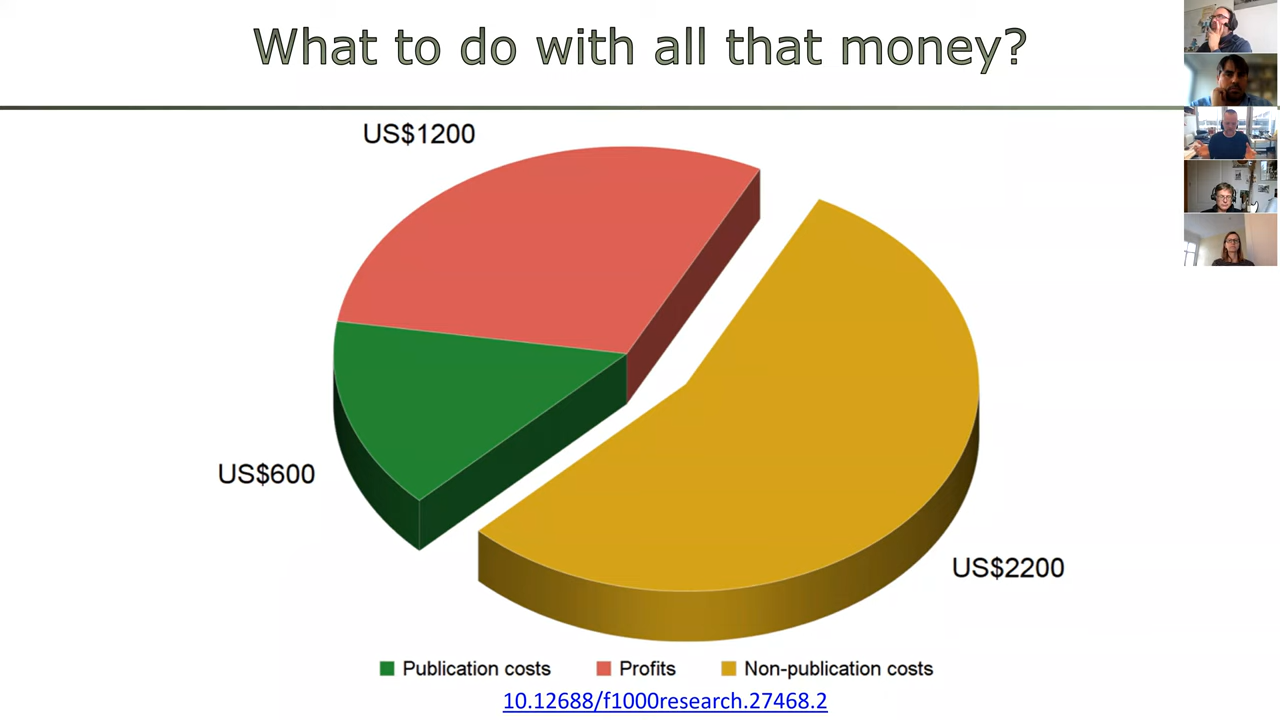 What to do with all that money?
US$1200
US$600
US$2200
Publication costs
Profits
Non-publication costs
10.12688/f1000research.27468.2